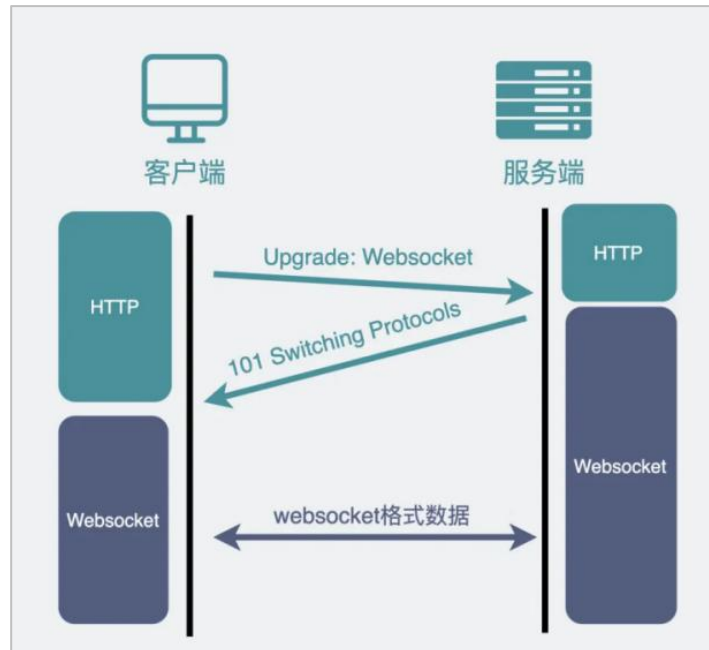 客户端
服务端
HTTP
Upgrade: Websocket
HTTP
101 Switching Protocols
Websocket
websocket格式数据
Websocket